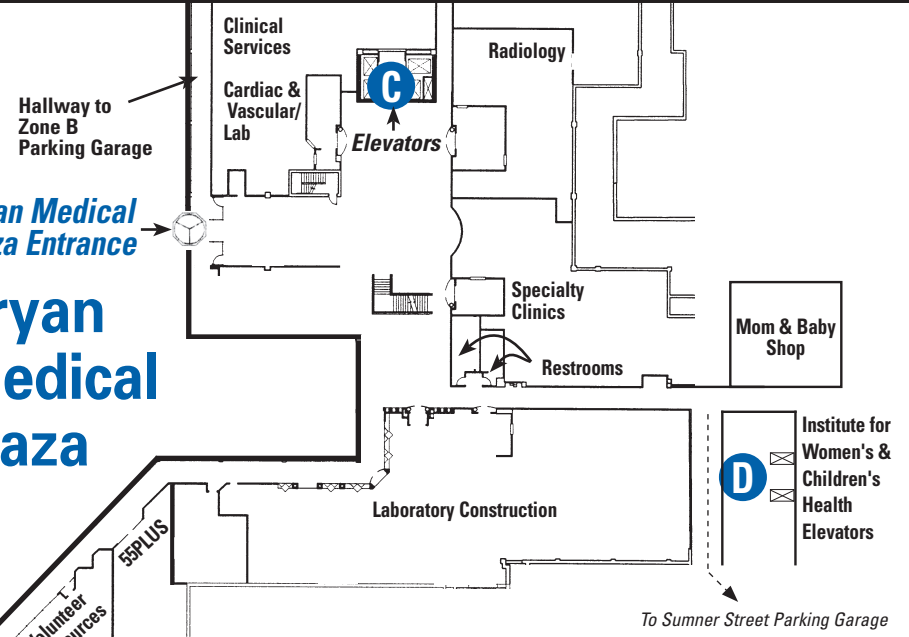 Clinical
Services
Radiology
C
Cardiac &
Vascular/
Lab
Hallway to
Zone B
Parking Garage
Elevators
an Medical
za Entrance
ryan
edical
aza
Specialty
Clinics
Restrooms
Mom & Baby
Shop
Institute for
Women's &
Children's
Health
Elevators
D
Laboratory Construction
55PLUS
olunteer
ources
To Sumner Street Parking Garage